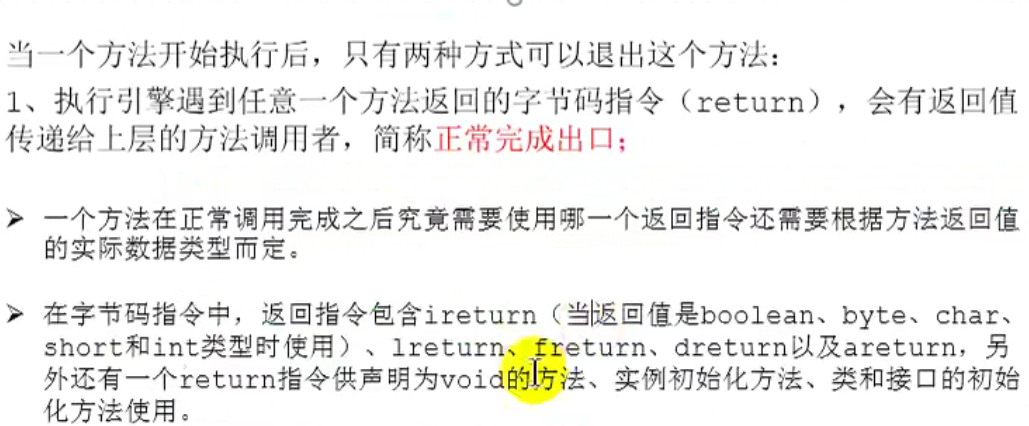 当一个方法开始执行后，只有两种方式可以退出这个方法：
1、执行引擎遇到任意一个方法返回的字节码指令（return），会有返回值
传递给上层的方法调用者，简称正常完成出口；
➢ 一个方法在正常调用完成之后究竟需要使用哪一个返回指令还需要根据方法返回值
的实际数据类型而定。
➢ 在字节码指令中，返回指令包含ireturn（当返回值是boolean、byte、char、
short和int类型时使用）、lreturn、freturn、dreturn以及areturn，另
外还有一个return指令供声明为void的方法、实例初始化方法、类和接口的初始
化方法使用。